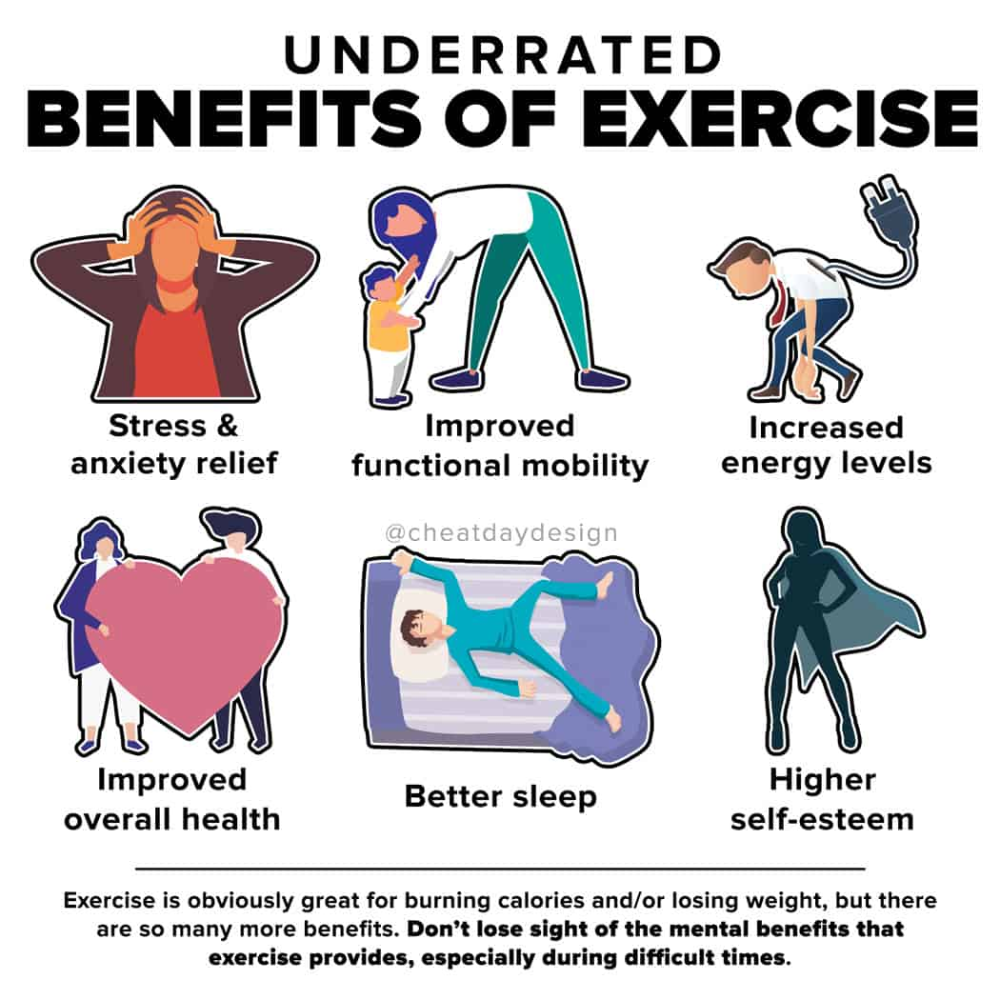 UNDERRATED
BENEFITS OF EXERCISE
Stress &
anxiety relief
Improved
functional mobility
Increased
energy levels
@cheatdaydesign
Improved
overall health
Better sleep
Higher
self-esteem
Exercise is obviously great for burning calories and/or losing weight, but there
are so many more benefits. Don’t lose sight of the mental benefits that
exercise provides, especially during difficult times.